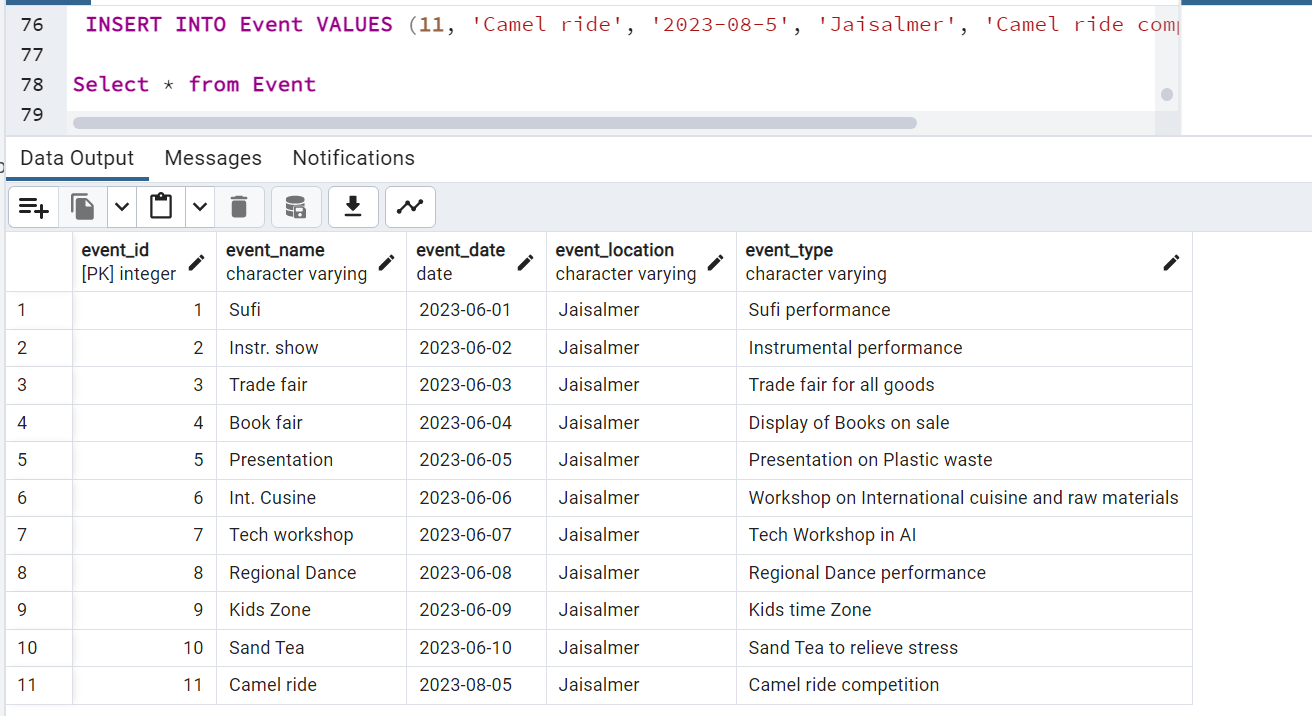 76 INSERT INTO Event VALUES (11, 'Camel ride', '2023-08-5', 'Jaisalmer', 'Camel ride
77
78 Select * from Event
79
Data Output Messages Notifications
event_id event_name event_date event_location event_type
[PK] integer character varying date character varying character varying
1 1 Sufi 2023-06-01 Jaisalmer Sufi performance
2 2 Instr. show 2023-06-02 Jaisalmer Instrumental performance
3 3 Trade fair 2023-06-03 Jaisalmer Trade fair for all goods
4 4 Book fair 2023-06-04 Jaisalmer Display of Books on sale
5 5 Presentation 2023-06-05 Jaisalmer Presentation on Plastic waste
6 6 Int. Cusine 2023-06-06 Jaisalmer Workshop on International cuisine and raw materials
7 7 Tech workshop 2023-06-07 Jaisalmer Tech Workshop in AI
8 8 Regional Dance 2023-06-08 Jaisalmer Regional Dance performance
9 9 Kids Zone 2023-06-09 Jaisalmer Kids time Zone
10 10 Sand Tea 2023-06-10 Jaisalmer Sand Tea to relieve stress
11 11 Camel ride 2023-08-05 Jaisalmer Camel ride competition